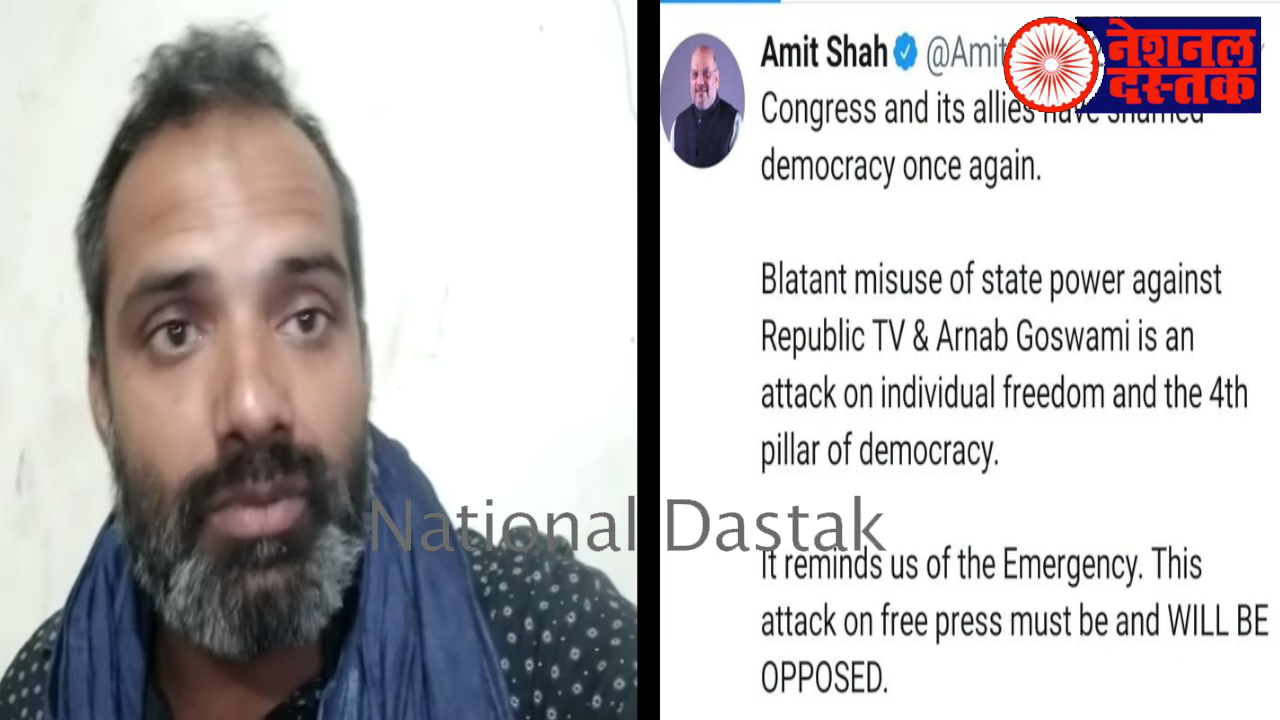 Amit Shah @Amit
नेशनल
दस्तक
Congress and its allies have shamed
democracy once again.
Blatant misuse of state power against
Republic TV & Arnab Goswami is an
attack on individual freedom and the 4th
pillar of democracy.
National Dastak
It reminds us of the Emergency. This
attack on free press must be and WILL BE
OPPOSED.